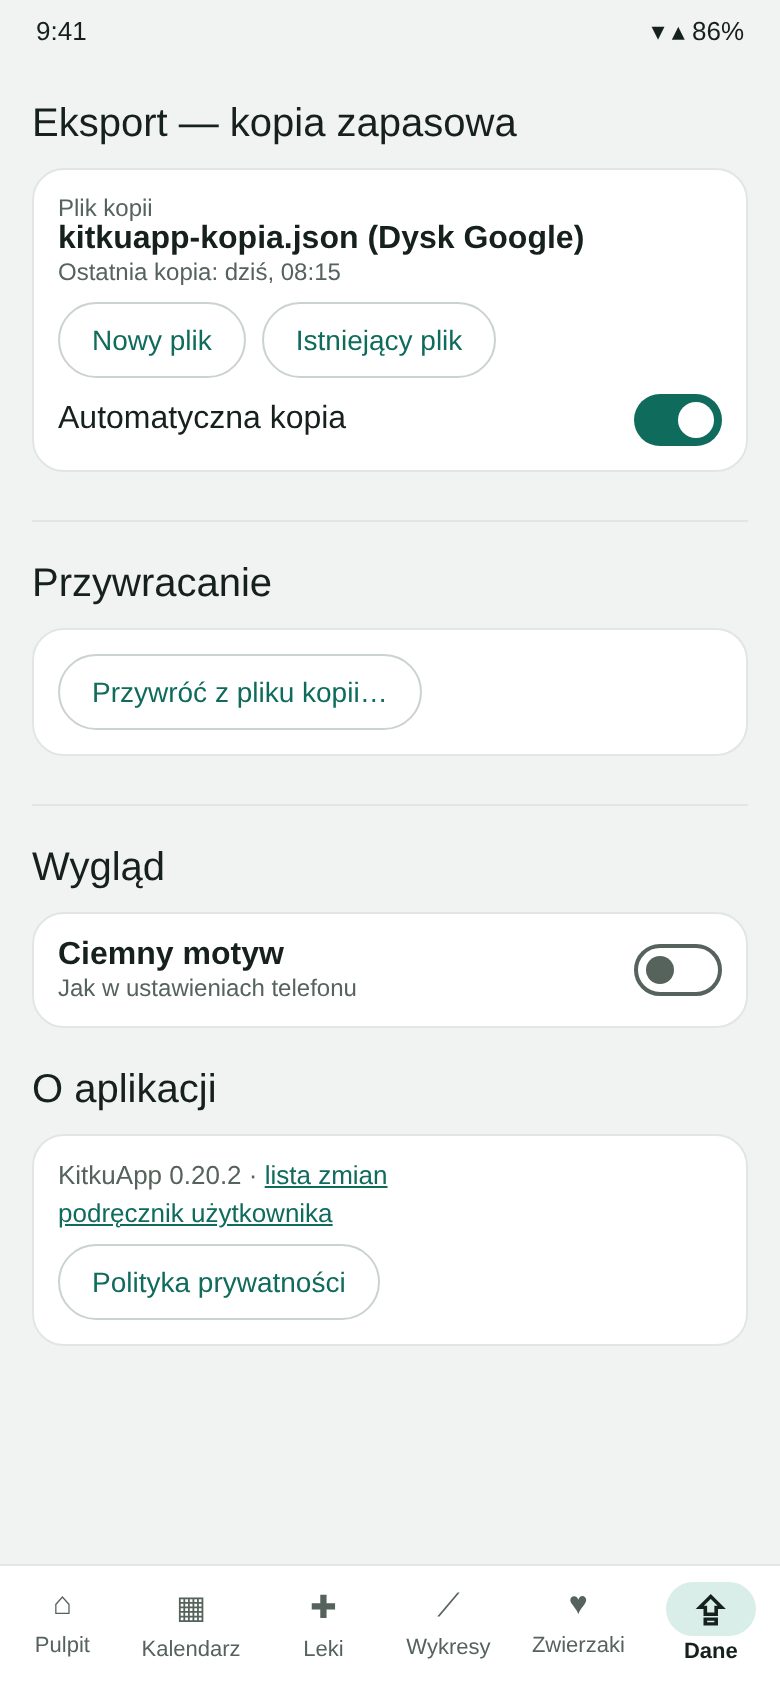 9:41
▼▲ 86%
Eksport — kopia zapasowa
Plik kopii
kitkuapp-kopia.json (Dysk Google)
Ostatnia kopia: dziś, 08:15
Nowy plik
Istniejący plik
Automatyczna kopia
Przywracanie
Przywróć z pliku kopii…
Wygląd
Ciemny motyw
Jak w ustawieniach telefonu
O aplikacji
KitkuApp 0.20.2 · lista zmian
podręcznik użytkownika
Polityka prywatności
Pulpit
Kalendarz
Leki
Wykresy
Zwierzaki
Dane